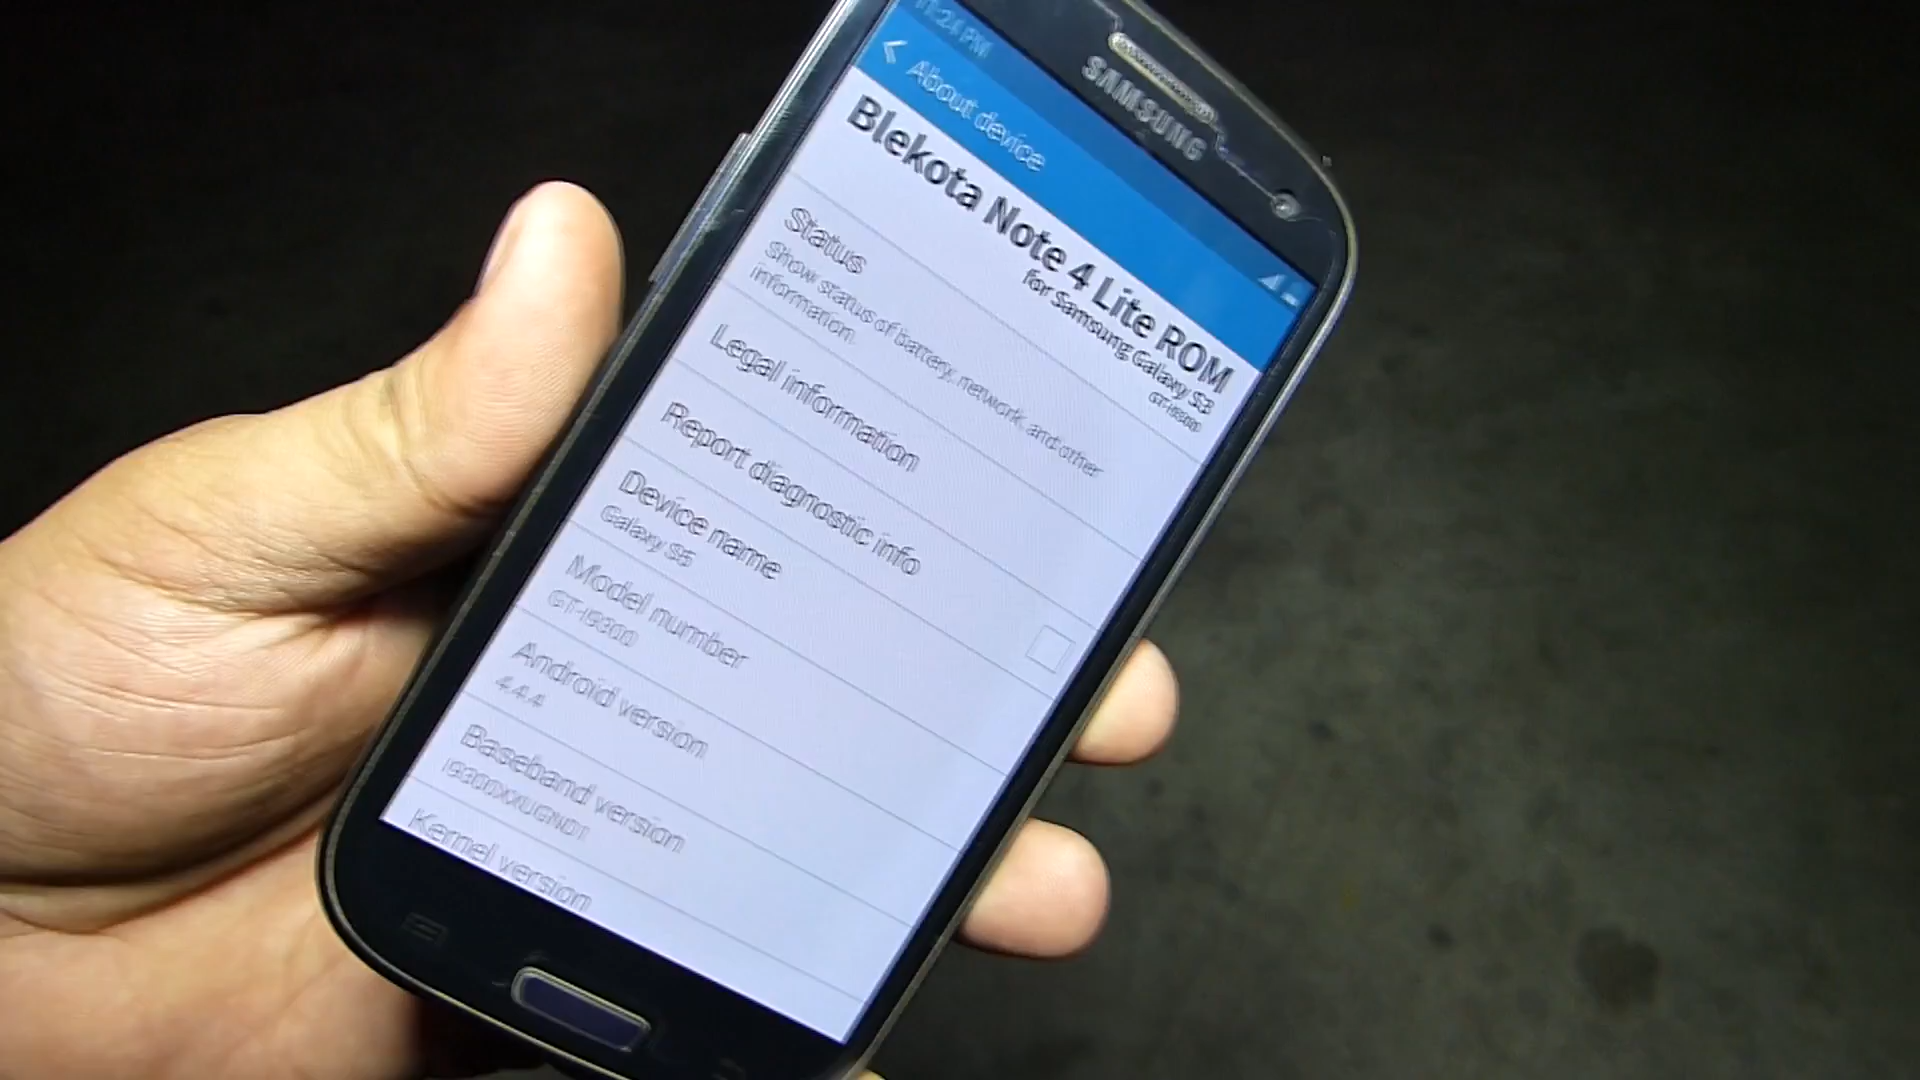 SAMSUNG
11:24 PM
About device
Blekota Note 4 Lite ROM
for Samsung Galaxy S3
GT-I9300
Status
Show status of battery, network, and other
information.
Legal information
Report diagnostic info
Device name
Galaxy S5
Model number
GT-I9300
Android version
4.4.4
Baseband version
I9300XXUGND1
Kernel version